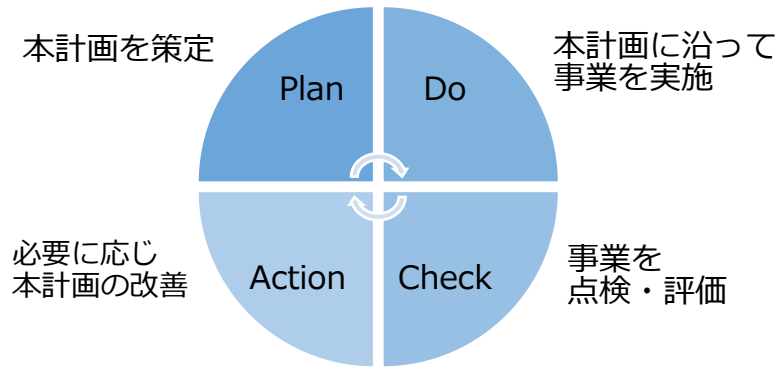 本計画を策定
Plan
Do
本計画に沿って
事業を実施
必要に応じ
本計画の改善
Action
Check
事業を
点検・評価